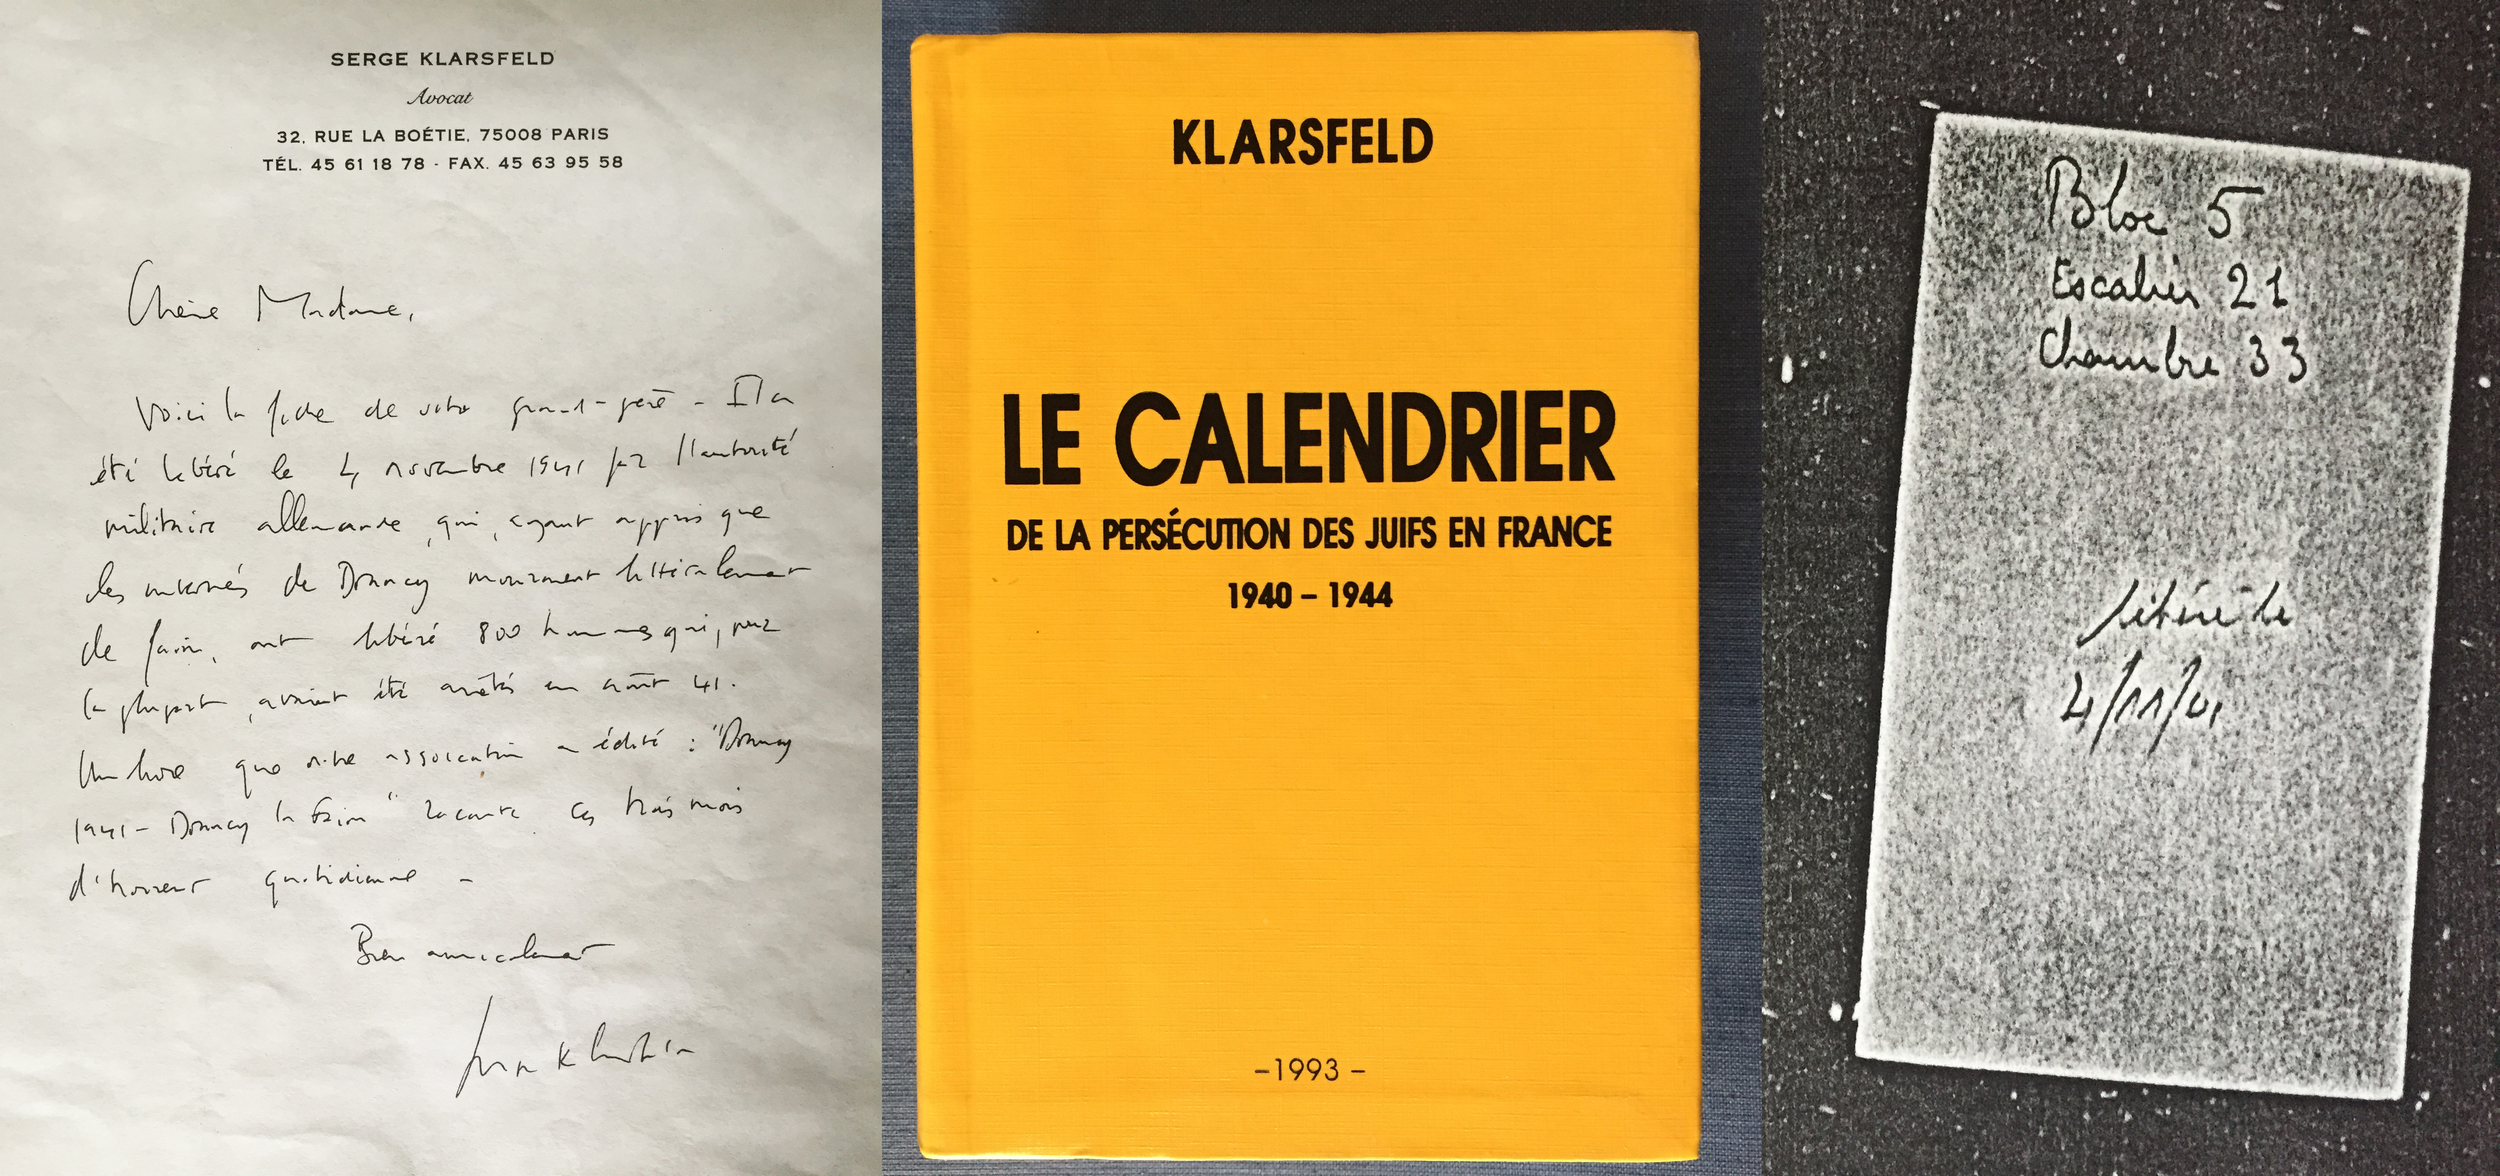 SERGE KLARSFELD
Avocat
32, RUE LA BOÉTIE, 75008 PARIS
TÉL. 45 61 18 78 - FAX. 45 63 95 58
Chère Madame,
Voici la fiche de votre grand-père - Il a
été libéré le 4 novembre 1941 par l'autorité
militaire allemande, qui, ayant appris que
les internés de Drancy mouraient littéralement
de faim, ont libéré 800 hommes qui, pour
la plupart, avaient été arrêtés en août 41.
Un livre que notre association a édité : "Drancy
1941 - Drancy la faim" raconte ces trois mois
d'horreur quotidienne -
Bien amicalement
Serge Klarsfeld
KLARSFELD
LE CALENDRIER
DE LA PERSÉCUTION DES JUIFS EN FRANCE
1940 – 1944
–1993 –
Bloc 5
Escalier 21
Chambre 33
libéré le
4/11/41